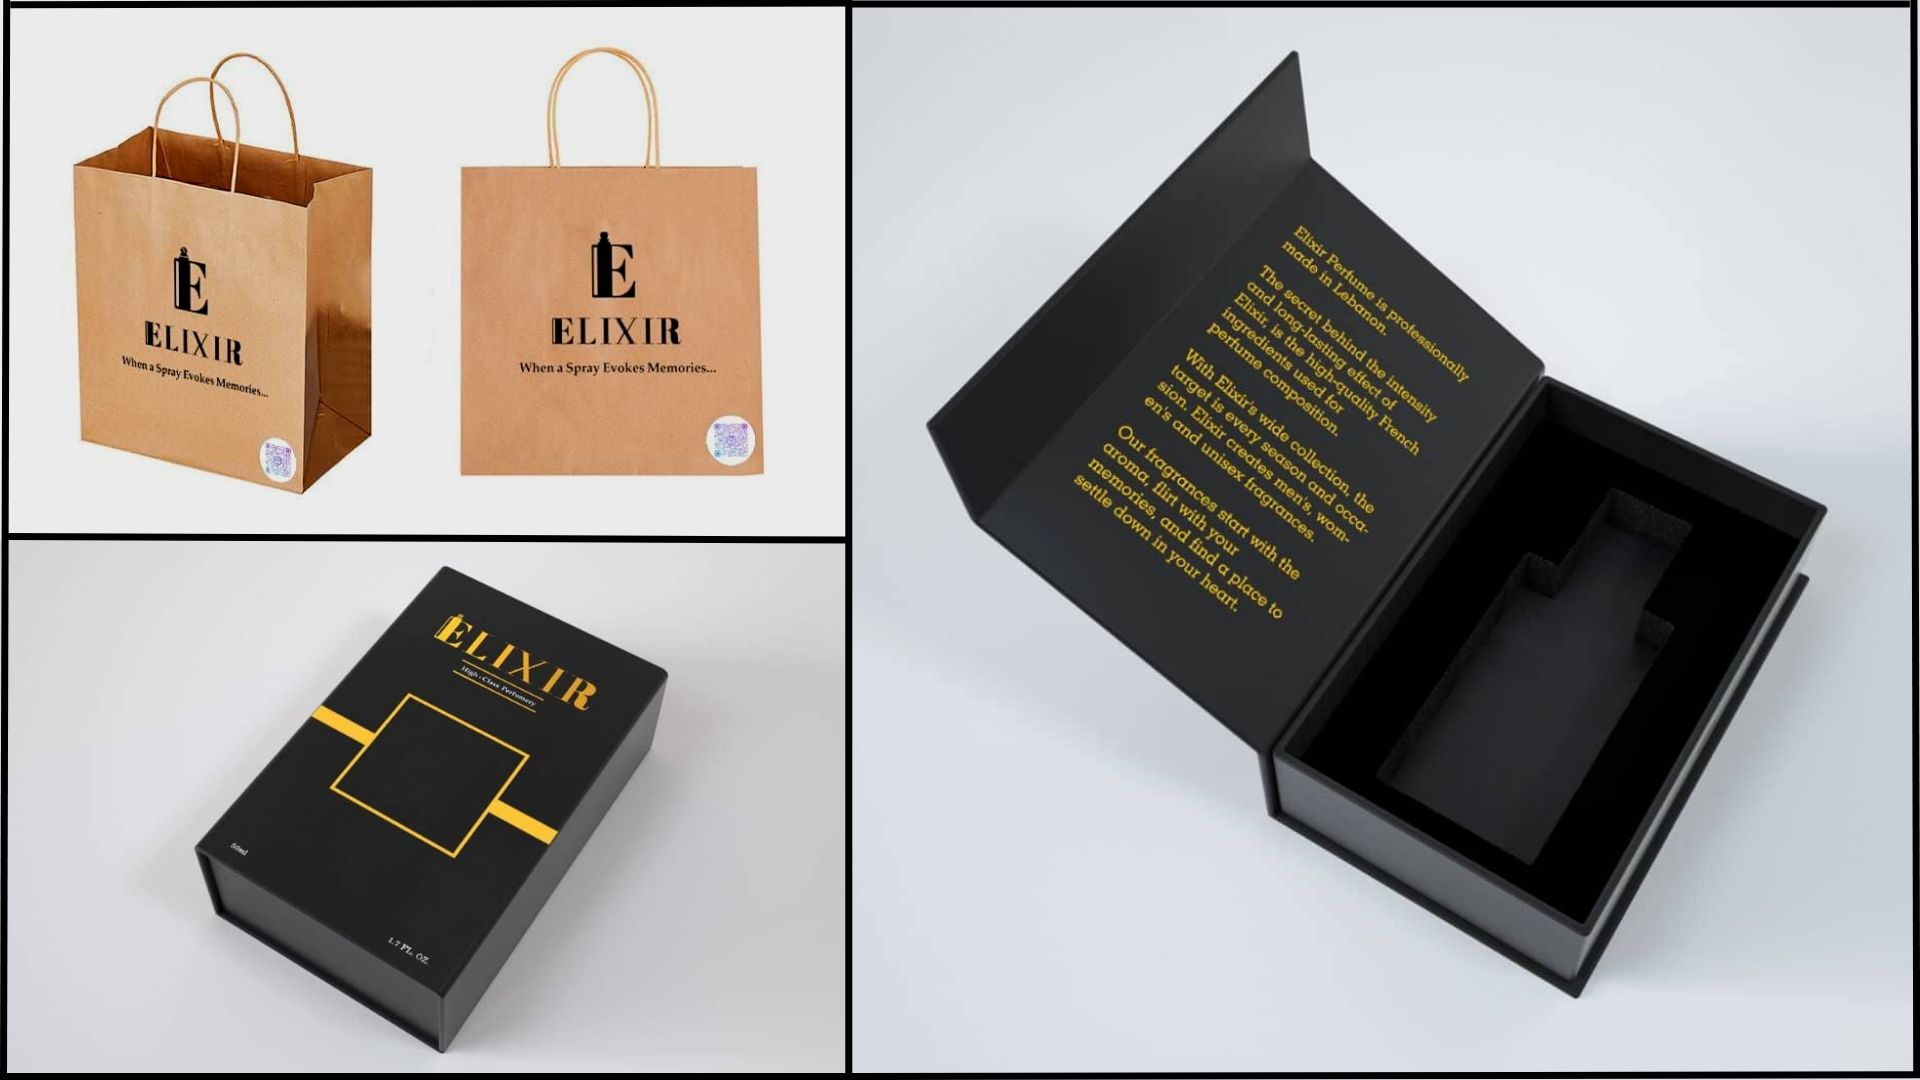 E
ELIXIR
When a Spray Evokes Memories...
E
ELIXIR
When a Spray Evokes Memories...
ELIXIR
High-Class Perfumery
50ml
1.7 FL. OZ.
Elixir Perfume is professionally
made in Lebanon.
The secret behind the intensity
and long-lasting effect of
Elixir, is the high-quality French
ingredients used for
perfume composition.
With Elixir's wide collection, the
target is every season and occa-
sion. Elixir creates men's, wom-
en's and unisex fragrances.
Our fragrances start with the
aroma, flirt with your
memories, and find a place to
settle down in your heart.